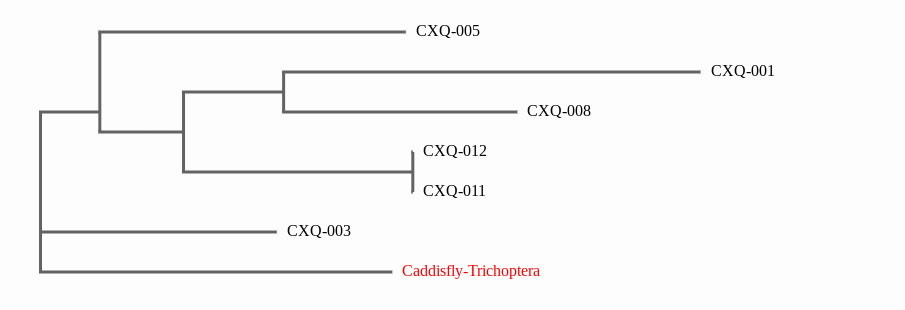 CXQ-005
CXQ-001
CXQ-008
CXQ-012
CXQ-011
CXQ-003
Caddisfly-Trichoptera